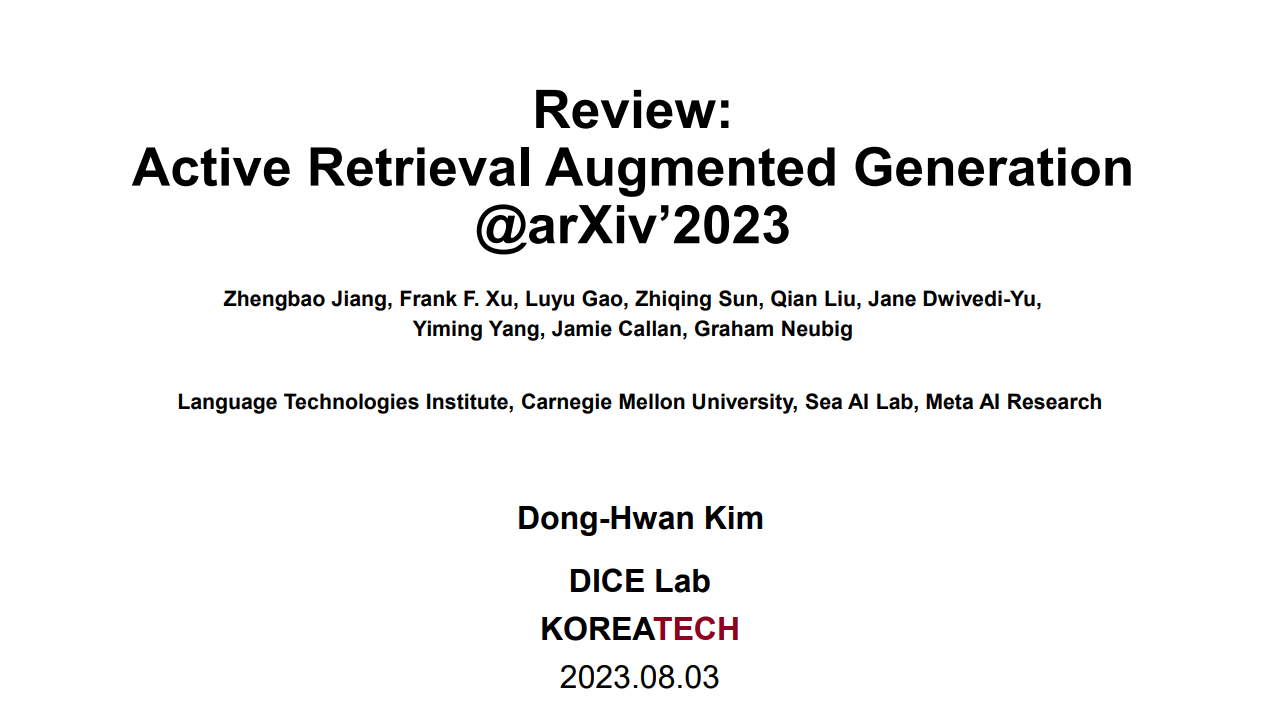 Review:
Active Retrieval Augmented Generation
@arXiv’2023
Zhengbao Jiang, Frank F. Xu, Luyu Gao, Zhiqing Sun, Qian Liu, Jane Dwivedi-Yu,
Yiming Yang, Jamie Callan, Graham Neubig
Language Technologies Institute, Carnegie Mellon University, Sea AI Lab, Meta AI Research
Dong-Hwan Kim
DICE Lab
KOREATECH
2023.08.03